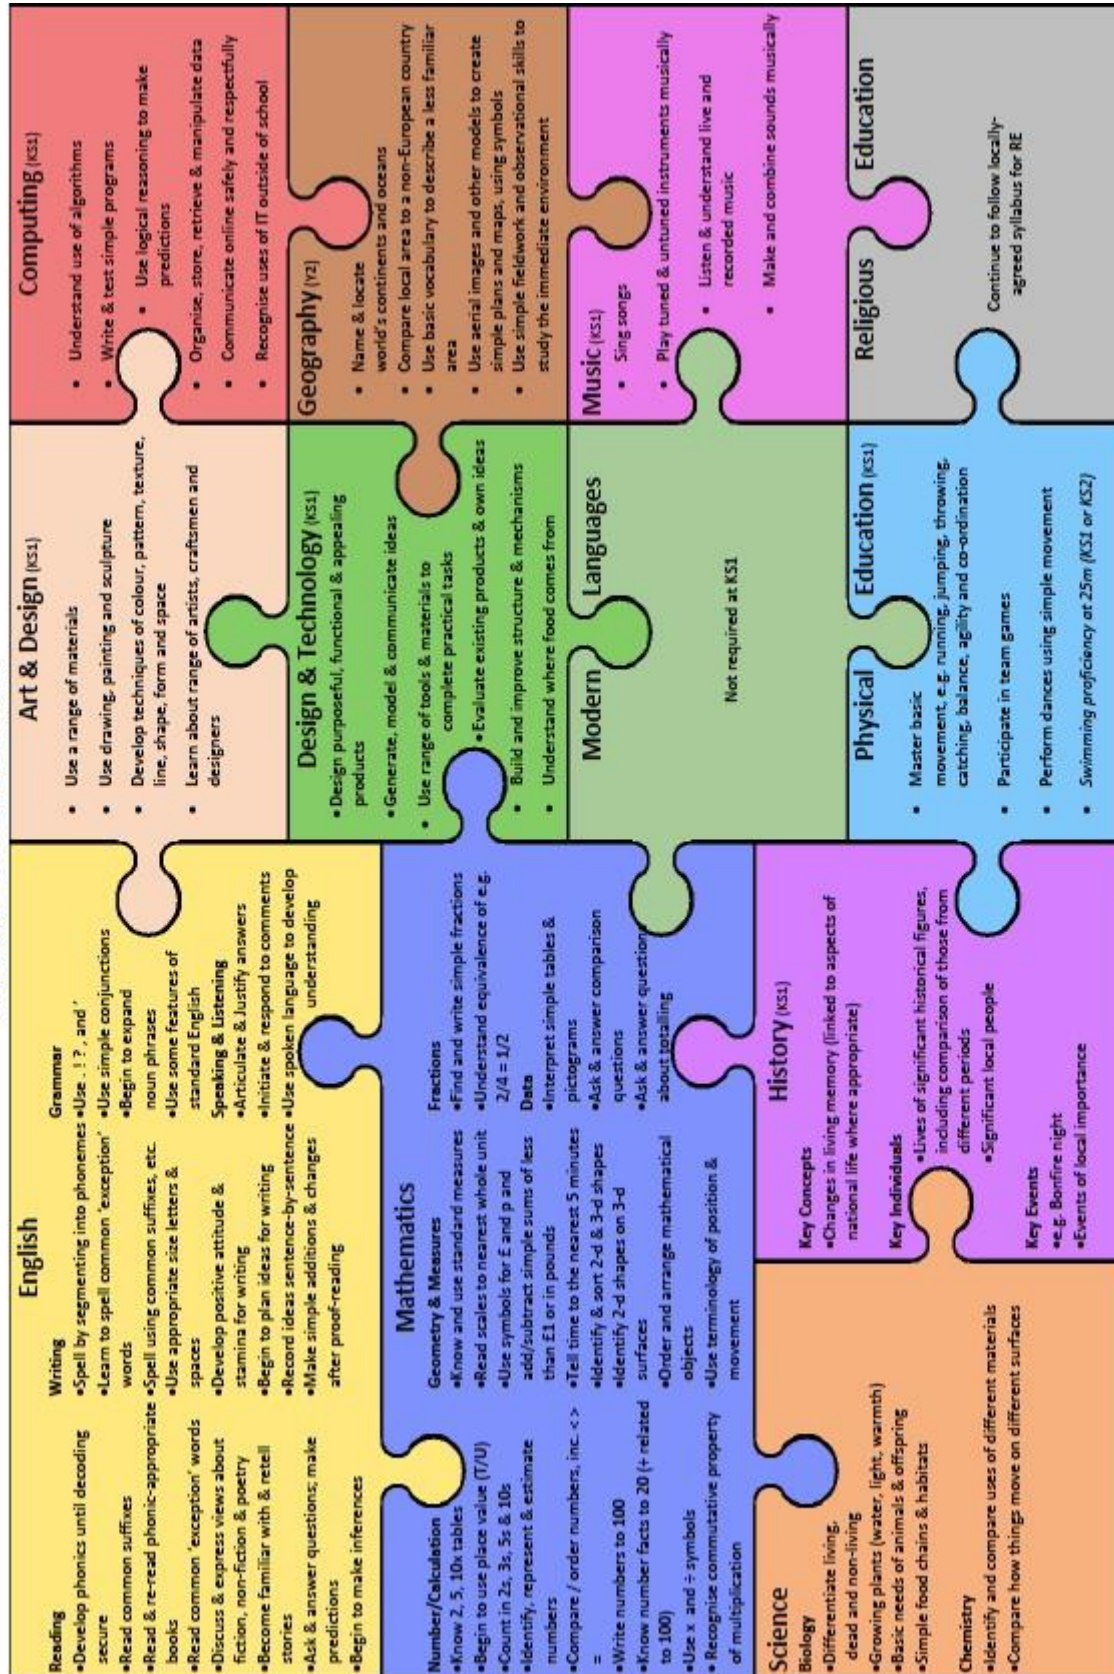 English
Reading
•Develop phonics until decoding
secure
•Read common suffixes
•Read & re-read phonic-appropriate
books
•Read common 'exception' words
•Discuss & express views about
fiction, non-fiction & poetry
•Become familiar with & retell
stories
•Ask & answer questions; make
predictions
•Begin to make inferences
Writing
•Spell by segmenting into phonemes
•Learn to spell common 'exception'
words
•Spell using common suffixes, etc.
•Use appropriate size letters &
spaces
•Develop positive attitude &
stamina for writing
•Begin to plan ideas for writing
•Record ideas sentence-by-sentence
•Make simple additions & changes
after proof-reading
Grammar
•Use . ! ? , and '
•Use simple conjunctions
•Begin to expand
noun phrases
•Use some features of
standard English
Speaking & Listening
•Articulate & Justify answers
•Initiate & respond to comments
•Use spoken language to develop
understanding
Art & Design (KS1)
• Use a range of materials
• Use drawing, painting and sculpture
• Develop techniques of colour, pattern, texture,
line, shape, form and space
• Learn about range of artists, craftsmen and
designers
Computing (KS1)
• Understand use of algorithms
• Write & test simple programs
• Use logical reasoning to make
predictions
• Organise, store, retrieve & manipulate data
• Communicate online safely and respectfully
• Recognise uses of IT outside of school
Mathematics
Number/Calculation
•Know 2, 5, 10x tables
•Begin to use place value (T/U)
•Count in 2s, 3s, 5s & 10s
•Identify, represent & estimate
numbers
•Compare / order numbers, inc. < >
=
•Write numbers to 100
•Know number facts to 20 (+ related
to 100)
•Use x and ÷ symbols
• Recognise commutative property
of multiplication
Geometry & Measures
•Know and use standard measures
•Read scales to nearest whole unit
•Use symbols for £ and p and
add/subtract simple sums of less
than £1 or in pounds
•Tell time to the nearest 5 minutes
•Identify & sort 2-d & 3-d shapes
•Identify 2-d shapes on 3-d
surfaces
•Order and arrange mathematical
objects
•Use terminology of position &
movement
Fractions
•Find and write simple fractions
•Understand equivalence of e.g.
2/4 = 1/2
Data
•Interpret simple tables &
pictograms
•Ask & answer comparison
questions
•Ask & answer questions
about totalling
Design & Technology (KS1)
•Design purposeful, functional & appealing
products
•Generate, model & communicate ideas
• Use range of tools & materials to
complete practical tasks
•Evaluate existing products & own ideas
• Build and improve structure & mechanisms
• Understand where food comes from
Geography (Y2)
• Name & locate
world's continents and oceans
• Compare local area to a non-European country
• Use basic vocabulary to describe a less familiar
area
• Use aerial images and other models to create
simple plans and maps, using symbols
• Use simple fieldwork and observational skills to
study the immediate environment
Modern Languages
Not required at KS1
Music (KS1)
• Sing songs
• Play tuned & untuned instruments musically
• Listen & understand live and
recorded music
• Make and combine sounds musically
Science
Biology
•Differentiate living,
dead and non-living
•Growing plants (water, light, warmth)
•Basic needs of animals & offspring
•Simple food chains & habitats
Chemistry
•Identify and compare uses of different materials
•Compare how things move on different surfaces
History (KS1)
Key Concepts
•Changes in living memory (linked to aspects of
national life where appropriate)
Key Individuals
•Lives of significant historical figures,
including comparison of those from
different periods
•Significant local people
Key Events
•e.g. Bonfire night
•Events of local importance
Physical Education (KS1)
• Master basic
movement, e.g. running, jumping, throwing,
catching, balance, agility and co-ordination
• Participate in team games
• Perform dances using simple movement
• Swimming proficiency at 25m (KS1 or KS2)
Religious Education
Continue to follow locally-
agreed syllabus for RE